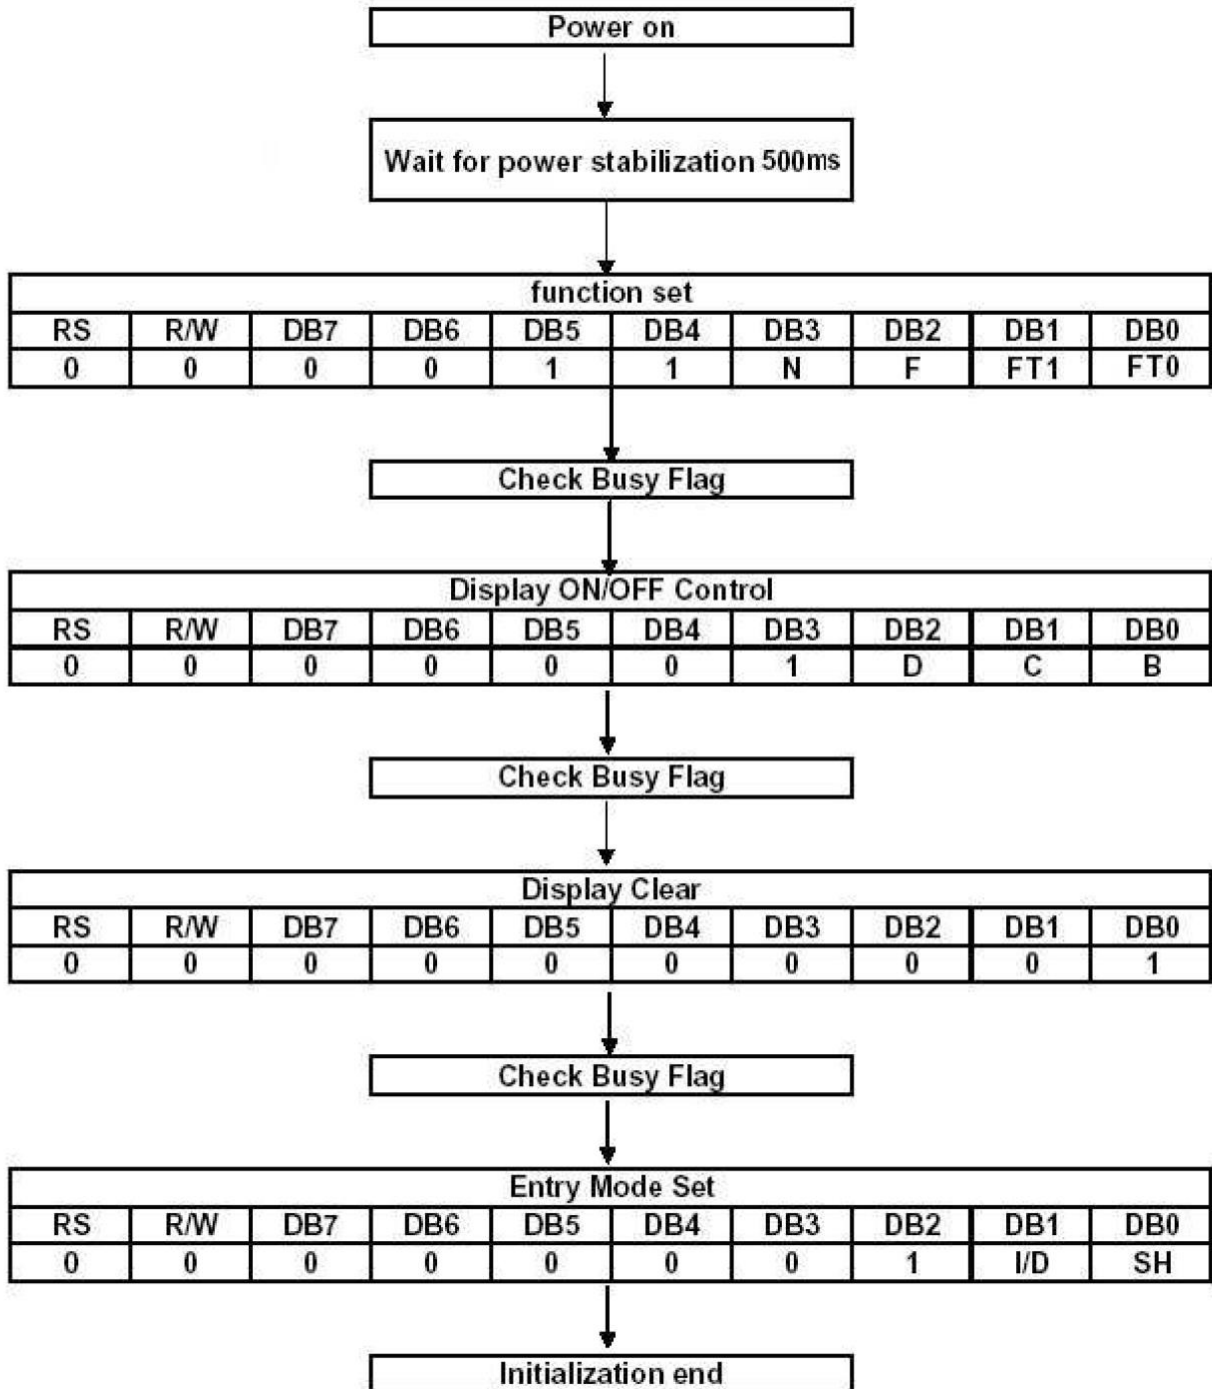 Power on
Wait for power stabilization 500ms
function set
RS R/W DB7 DB6 DB5 DB4 DB3 DB2 DB1 DB0
0 0 0 0 1 1 N F FT1 FT0
Check Busy Flag
Display ON/OFF Control
RS R/W DB7 DB6 DB5 DB4 DB3 DB2 DB1 DB0
0 0 0 0 0 0 1 D C B
Check Busy Flag
Display Clear
RS R/W DB7 DB6 DB5 DB4 DB3 DB2 DB1 DB0
0 0 0 0 0 0 0 0 0 1
Check Busy Flag
Entry Mode Set
RS R/W DB7 DB6 DB5 DB4 DB3 DB2 DB1 DB0
0 0 0 0 0 0 0 1 I/D SH
Initialization end